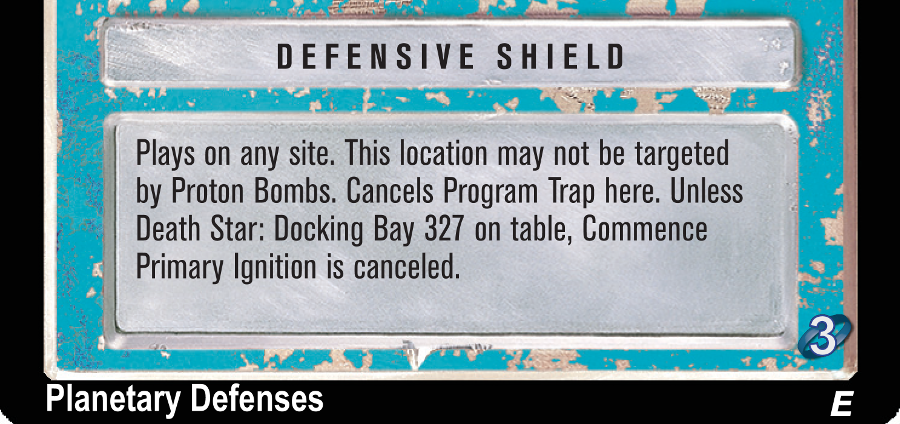 DEFENSIVE SHIELD
Plays on any site. This location may not be targeted
by Proton Bombs. Cancels Program Trap here. Unless
Death Star: Docking Bay 327 on table, Commence
Primary Ignition is canceled.
3
Planetary Defenses
E